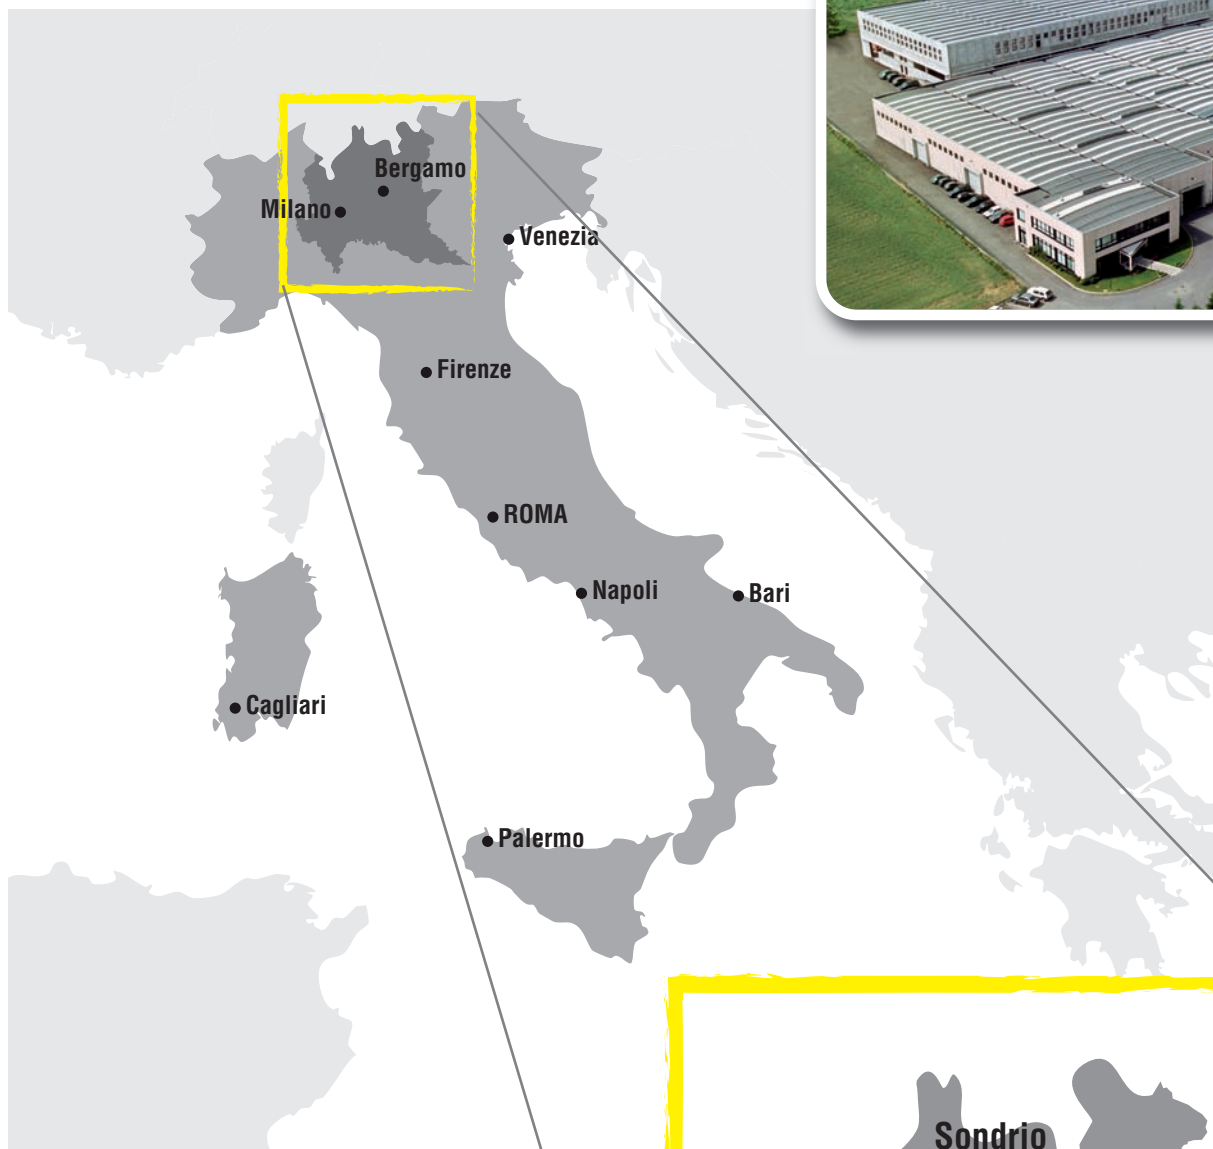 Bergamo
Milano
Venezia
Firenze
ROMA
Napoli
Bari
Cagliari
Palermo
Sondrio